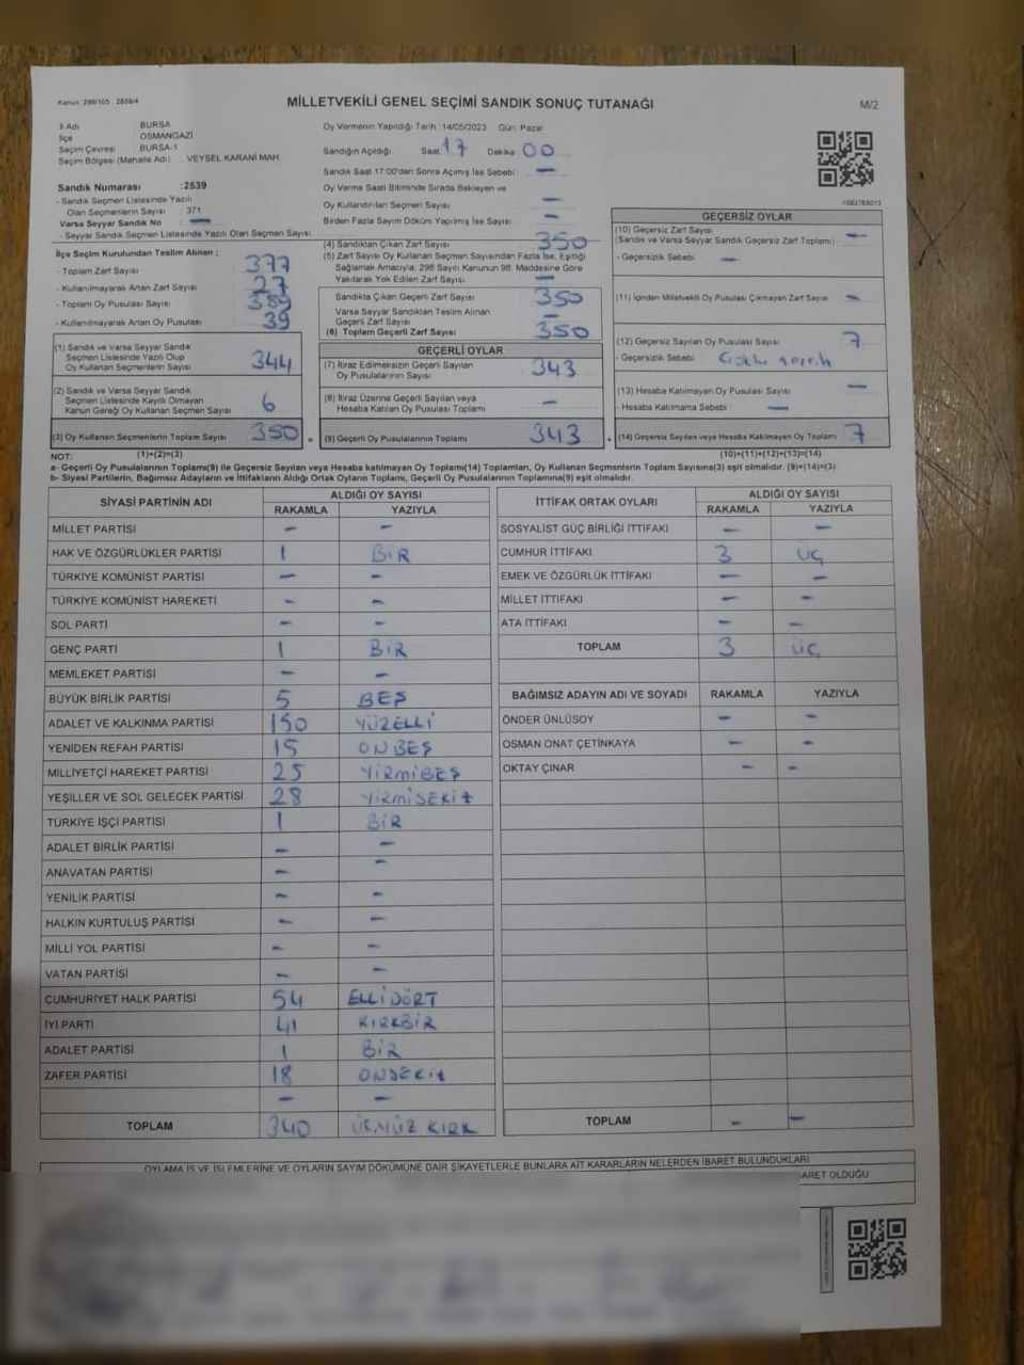 Kanun: 298/105 - 2839/4
MİLLETVEKİLİ GENEL SEÇİMİ SANDIK SONUÇ TUTANAĞI
M/2
İl Adı BURSA
İlçe OSMANGAZİ
Seçim Çevresi BURSA-1
Seçim Bölgesi (Mahalle Adı) : VEYSEL KARANİ MAH.
Oy Vermenin Yapıldığı Tarih :14/05/2023 Gün: Pazar
Sandığın Açıldığı Saat 17 Dakika 00
Sandık Saat 17:00'den Sonra Açılmış İse Sebebi: -
Sandık Numarası :2539
- Sandık Seçmen Listesinde Yazılı
Olan Seçmenlerin Sayısı : 371
Varsa Seyyar Sandık No -
- Seyyar Sandık Seçmen Listesinde Yazılı Olan Seçmen Sayısı:
Oy Verme Saati Bitiminde Sırada Bekleyen ve
Oy Kullandırılan Seçmen Sayısı -
Birden Fazla Sayım Döküm Yapılmış İse Sayısı: -
İlçe Seçim Kurulundan Teslim Alınan :
- Toplam Zarf Sayısı 377
- Kullanılmayarak Artan Zarf Sayısı 27
- Toplam Oy Pusulası Sayısı 389
- Kullanılmayarak Artan Oy Pusulası 39
(1) Sandık ve Varsa Seyyar Sandık
Seçmen Listesinde Yazılı Olup
Oy Kullanan Seçmenlerin Sayısı 344
(2) Sandık ve Varsa Seyyar Sandık
Seçmen Listesinde Kaydı Olmayan
Kanun Gereği Oy Kullanan Seçmen Sayısı 6
(3) Oy Kullanan Seçmenlerin Toplam Sayısı 350
(4) Sandıktan Çıkan Zarf Sayısı 350
(5) Zarf Sayısı Oy Kullanan Seçmen Sayısından Fazla İse, Eşitliği
Sağlamak Amacıyla, 298 Sayılı Kanunun 98. Maddesine Göre
Yakılarak Yok Edilen Zarf Sayısı -
Sandıkta Çıkan Geçerli Zarf Sayısı 350
Varsa Seyyar Sandıktan Teslim Alınan
Geçerli Zarf Sayısı -
(6) Toplam Geçerli Zarf Sayısı 350
GEÇERLİ OYLAR
(7) İtiraz Edilmeksizin Geçerli Sayılan
Oy Pusulalarının Sayısı 343
(8) İtiraz Üzerine Geçerli Sayılan veya
Hesaba Katılan Oy Pusulası Toplamı -
(9) Geçerli Oy Pusulalarının Toplamı 343
GEÇERSİZ OYLAR
(10) Geçersiz Zarf Sayısı
(Sandık ve Varsa Seyyar Sandık Geçersiz Zarf Toplamı) -
- Geçersizlik Sebebi: -
(11) İçinden Milletvekili Oy Pusulası Çıkmayan Zarf Sayısı -
(12) Geçersiz Sayılan Oy Pusulası Sayısı 7
- Geçersizlik Sebebi
(13) Hesaba Katılmayan Oy Pusulası Sayısı -
Hesaba Katılmama Sebebi: -
(14) Geçersiz Sayılan veya Hesaba Katılmayan Oy Toplamı 7
NOT: (1)+(2)=(3) (10)+(11)+(12)+(13)=(14)
a- Geçerli Oy Pusulalarının Toplamı(9) ile Geçersiz Sayılan veya Hesaba katılmayan Oy Toplamı(14) Toplamları, Oy Kullanan Seçmenlerin Toplam Sayısına(3) eşit olmalıdır. (9)+(14)=(3)
b- Siyasi Partilerin, Bağımsız Adayların ve İttifakların Aldığı Ortak Oyların Toplamı, Geçerli Oy Pusulalarının Toplamına(9) eşit olmalıdır.
SİYASİ PARTİNİN ADI ALDIĞI OY SAYISI
RAKAMLA YAZIYLA
MİLLET PARTİSİ - -
HAK VE ÖZGÜRLÜKLER PARTİSİ 1 BİR
TÜRKİYE KOMÜNİST PARTİSİ - -
TÜRKİYE KOMÜNİST HAREKETİ - -
SOL PARTİ - -
GENÇ PARTİ 1 BİR
MEMLEKET PARTİSİ - -
BÜYÜK BİRLİK PARTİSİ 5 BEŞ
ADALET VE KALKINMA PARTİSİ 150 YÜZELLİ
YENİDEN REFAH PARTİSİ 15 ONBEŞ
MİLLİYETÇİ HAREKET PARTİSİ 25 YİRMİBEŞ
YEŞİLLER VE SOL GELECEK PARTİSİ 28 YİRMİSEKİZ
TÜRKİYE İŞÇİ PARTİSİ 1 BİR
ADALET BİRLİK PARTİSİ - -
ANAVATAN PARTİSİ - -
YENİLİK PARTİSİ - -
HALKIN KURTULUŞ PARTİSİ - -
MİLLİ YOL PARTİSİ - -
VATAN PARTİSİ - -
CUMHURİYET HALK PARTİSİ 54 ELLİDÖRT
İYİ PARTİ 41 KIRKBİR
ADALET PARTİSİ 1 BİR
ZAFER PARTİSİ 18 ONSEKİZ
- -
TOPLAM 340 ÜÇYÜZ KIRK
İTTİFAK ORTAK OYLARI ALDIĞI OY SAYISI
RAKAMLA YAZIYLA
SOSYALİST GÜÇ BİRLİĞİ İTTİFAKI - -
CUMHUR İTTİFAKI 3 ÜÇ
EMEK VE ÖZGÜRLÜK İTTİFAKI - -
MİLLET İTTİFAKI - -
ATA İTTİFAKI - -
TOPLAM 3 ÜÇ
BAĞIMSIZ ADAYIN ADI VE SOYADI RAKAMLA YAZIYLA
ÖNDER ÜNLÜSOY - -
OSMAN ONAT ÇETİNKAYA - -
OKTAY ÇINAR - -
TOPLAM - -
OYLAMA İŞ VE İŞLEMLERİNE VE OYLARIN SAYIM DÖKÜMÜNE DAİR ŞİKAYETLERLE BUNLARA AİT KARARLARIN NELERDEN İBARET BULUNDUKLARI
ARET OLDUĞU